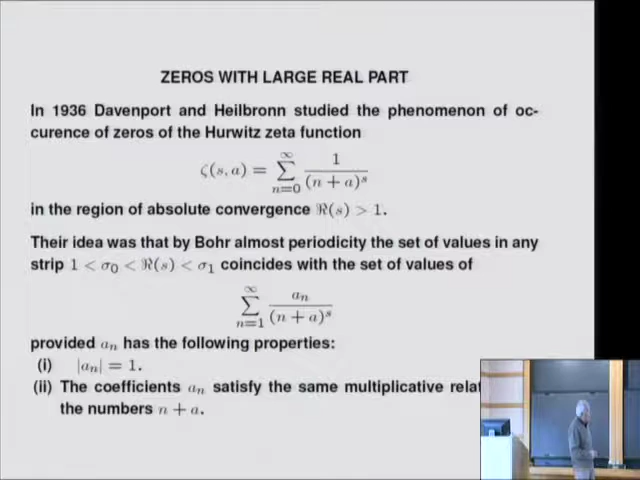 ZEROS WITH LARGE REAL PART
In 1936 Davenport and Heilbronn studied the phenomenon of oc-
curence of zeros of the Hurwitz zeta function
ζ(s, a) = ∑_{n=0}^{∞} 1/(n + a)^s
in the region of absolute convergence ℜ(s) > 1.
Their idea was that by Bohr almost periodicity the set of values in any
strip 1 < σ₀ < ℜ(s) < σ₁ coincides with the set of values of
∑_{n=1}^{∞} a_n/(n + a)^s
provided a_n has the following properties:
(i) |a_n| = 1.
(ii) The coefficients a_n satisfy the same multiplicative
the numbers n + a.